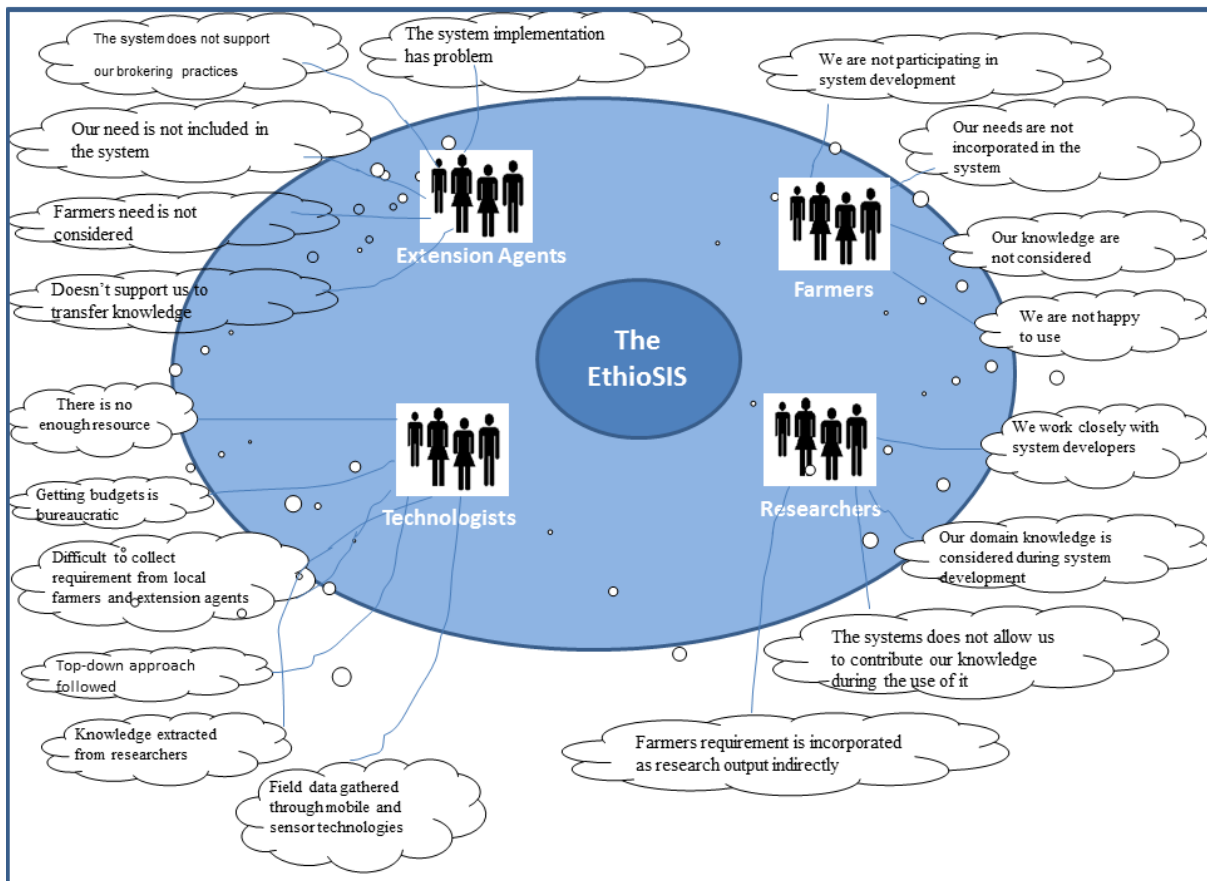 The system does not support
our brokering practices
The system implementation
has problem
We are not participating in
system development
Our need is not included in
the system
Our needs are not
incorporated in the
system
Farmers need is not
considered
Extension Agents
Farmers
Our knowledge are
not considered
Doesn't support us to
transfer knowledge
We are not happy
to use
The
EthioSIS
There is no
enough resource
We work closely with
system developers
Getting budgets is
bureaucratic
Technologists
Researchers
Difficult to collect
requirement from local
farmers and extension agents
Our domain knowledge is
considered during system
development
Top-down approach
followed
The systems does not allow us
to contribute our knowledge
during the use of it
Knowledge extracted
from researchers
Farmers requirement is incorporated
as research output indirectly
Field data gathered
through mobile and
sensor technologies